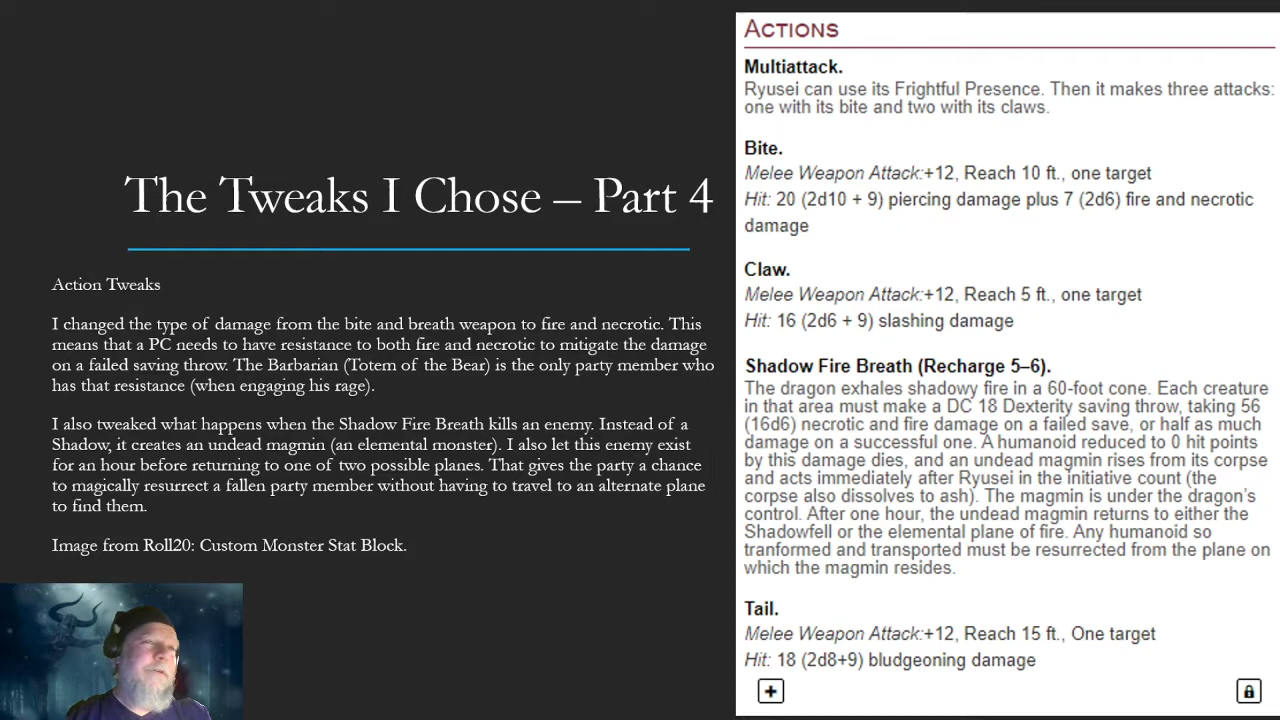 The Tweaks I Chose – Part 4
Action Tweaks
I changed the type of damage from the bite and breath weapon to fire and necrotic. This
means that a PC needs to have resistance to both fire and necrotic to mitigate the damage
on a failed saving throw. The Barbarian (Totem of the Bear) is the only party member who
has that resistance (when engaging his rage).
I also tweaked what happens when the Shadow Fire Breath kills an enemy. Instead of a
Shadow, it creates an undead magmin (an elemental monster). I also let this enemy exist
for an hour before returning to one of two possible planes. That gives the party a chance
to magically resurrect a fallen party member without having to travel to an alternate plane
to find them.
Image from Roll20: Custom Monster Stat Block.
ACTIONS
Multiattack.
Ryusei can use its Frightful Presence. Then it makes three attacks:
one with its bite and two with its claws.
Bite.
Melee Weapon Attack:+12, Reach 10 ft., one target
Hit: 20 (2d10 + 9) piercing damage plus 7 (2d6) fire and necrotic
damage
Claw.
Melee Weapon Attack:+12, Reach 5 ft., one target
Hit: 16 (2d6 + 9) slashing damage
Shadow Fire Breath (Recharge 5–6).
The dragon exhales shadowy fire in a 60-foot cone. Each creature
in that area must make a DC 18 Dexterity saving throw, taking 56
(16d6) necrotic and fire damage on a failed save, or half as much
damage on a successful one. A humanoid reduced to 0 hit points
by this damage dies, and an undead magmin rises from its corpse
and acts immediately after Ryusei in the initiative count (the
corpse also dissolves to ash). The magmin is under the dragon's
control. After one hour, the undead magmin returns to either the
Shadowfell or the elemental plane of fire. Any humanoid so
tranformed and transported must be resurrected from the plane on
which the magmin resides.
Tail.
Melee Weapon Attack:+12, Reach 15 ft., One target
Hit: 18 (2d8+9) bludgeoning damage